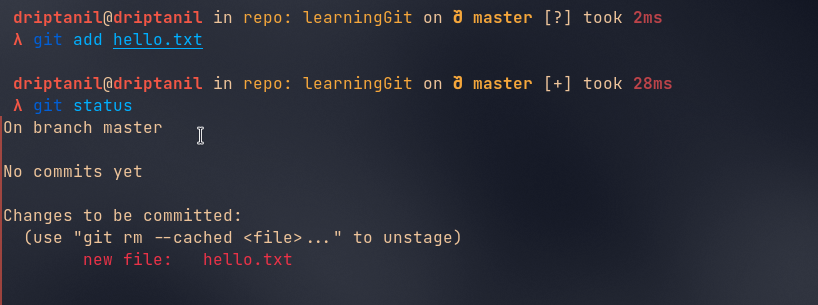 driptanil@driptanil in repo: learningGit on ð master [?] took 2ms
λ git add hello.txt
driptanil@driptanil in repo: learningGit on ð master [+] took 28ms
λ git status
On branch master
No commits yet
Changes to be committed:
(use "git rm --cached <file>..." to unstage)
new file:   hello.txt